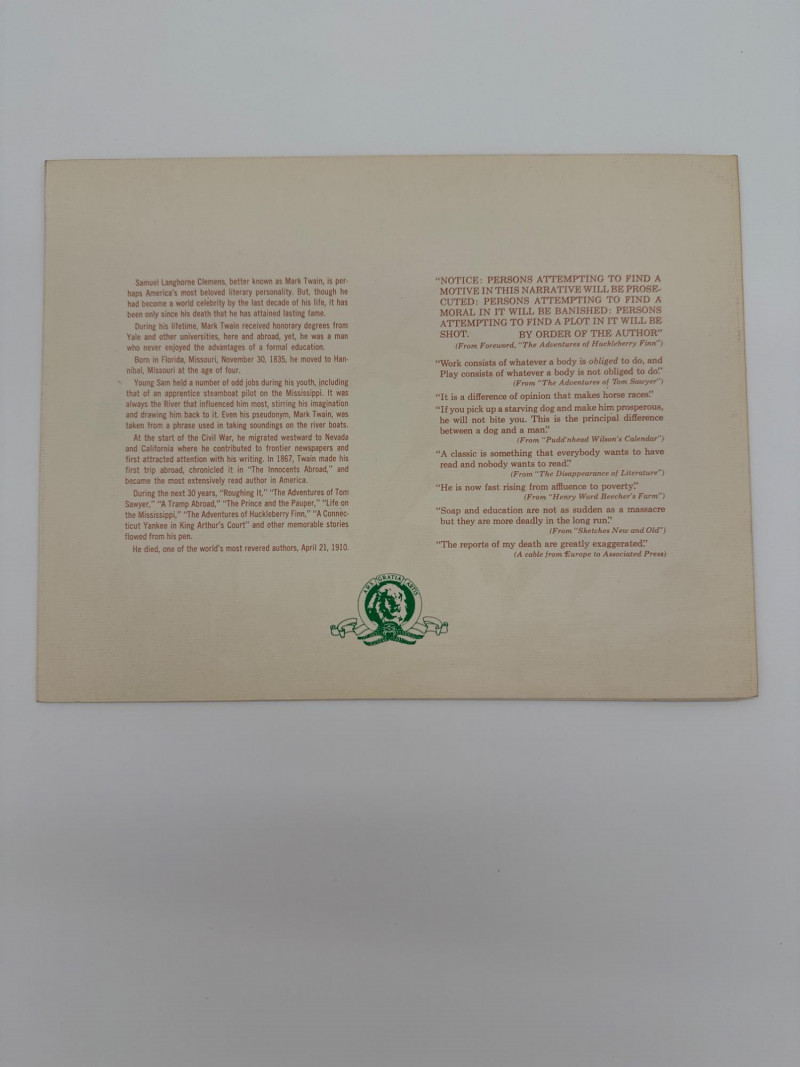 Samuel Langhorne Clemens, better known as Mark Twain, is per-
haps America's most beloved literary personality. But, though he
had become a world celebrity by the last decade of his life, it has
been only since his death that he has attained lasting fame.
During his lifetime, Mark Twain received honorary degrees from
Yale and other universities, here and abroad, yet, he was a man
who never enjoyed the advantages of a formal education.
Born in Florida, Missouri, November 30, 1835, he moved to Han-
nibal, Missouri at the age of four.
Young Sam held a number of odd jobs during his youth, including
that of an apprentice steamboat pilot on the Mississippi. It was
always the River that influenced him most, stirring his imagination
and drawing him back to it. Even his pseudonym, Mark Twain, was
taken from a phrase used in taking soundings on the river boats.
At the start of the Civil War, he migrated westward to Nevada
and California where he contributed to frontier newspapers and
first attracted attention with his writing. In 1867, Twain made his
first trip abroad, chronicled it in "The Innocents Abroad," and
became the most extensively read author in America.
During the next 30 years, "Roughing It," "The Adventures of Tom
Sawyer," "A Tramp Abroad," "The Prince and the Pauper," "Life on
the Mississippi," "The Adventures of Huckleberry Finn," "A Connec-
ticut Yankee in King Arthur's Court" and other memorable stories
flowed from his pen.
He died, one of the world's most revered authors, April 21, 1910.
"NOTICE: PERSONS ATTEMPTING TO FIND A
MOTIVE IN THIS NARRATIVE WILL BE PROSE-
CUTED: PERSONS ATTEMPTING TO FIND A
MORAL IN IT WILL BE BANISHED: PERSONS
ATTEMPTING TO FIND A PLOT IN IT WILL BE
SHOT. BY ORDER OF THE AUTHOR"
(From Foreword, "The Adventures of Huckleberry Finn")
"Work consists of whatever a body is obliged to do, and
Play consists of whatever a body is not obliged to do."
(From "The Adventures of Tom Sawyer")
"It is a difference of opinion that makes horse races."
"If you pick up a starving dog and make him prosperous,
he will not bite you. This is the principal difference
between a dog and a man."
(From "Pudd'nhead Wilson's Calendar")
"A classic is something that everybody wants to have
read and nobody wants to read."
(From "The Disappearance of Literature")
"He is now fast rising from affluence to poverty."
(From "Henry Ward Beecher's Farm")
"Soap and education are not as sudden as a massacre
but they are more deadly in the long run."
(From "Sketches New and Old")
"The reports of my death are greatly exaggerated."
(A cable from Europe to Associated Press)
ARS GRATIA ARTIS